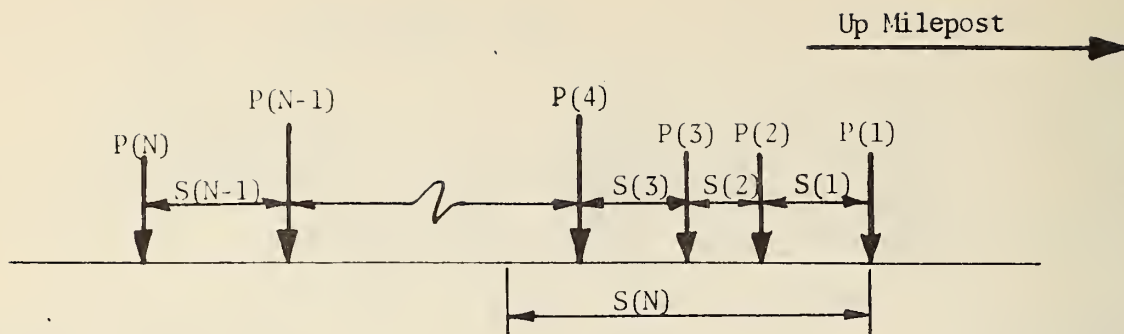 Up Milepost
P(N)
P(N-1)
P(4)
P(3)
P(2)
P(1)
S(N-1)
S(3)
S(2)
S(1)
S(N)